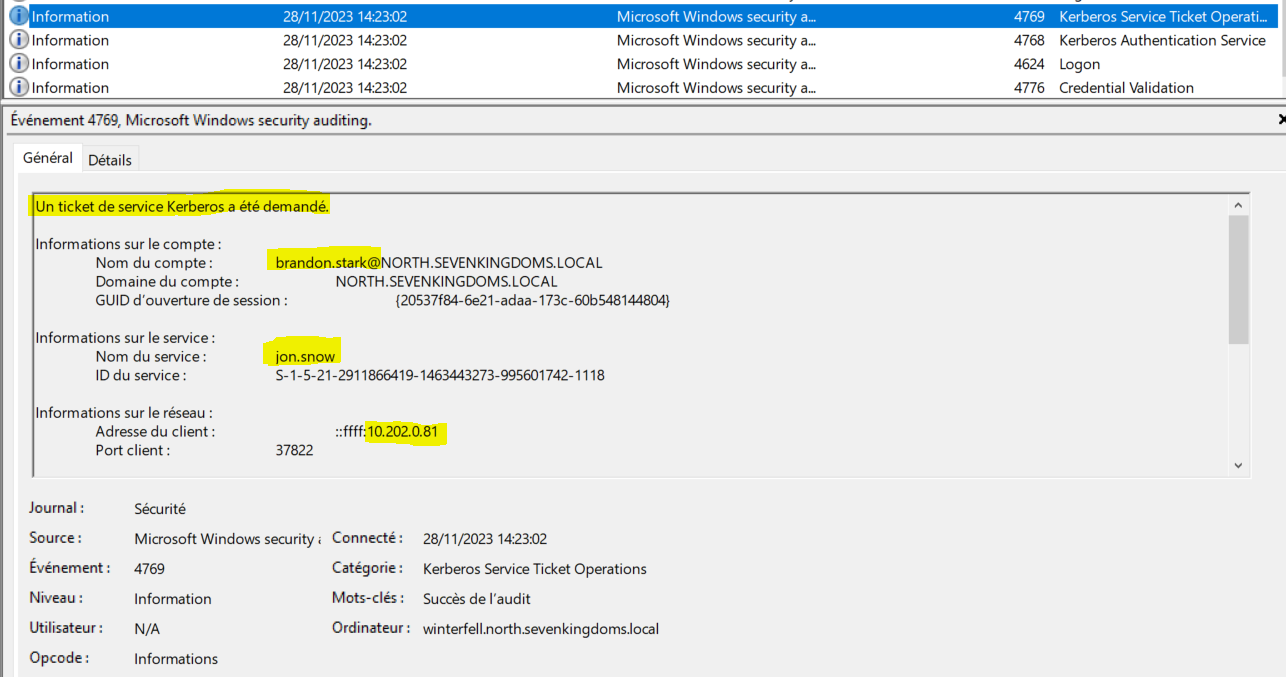 Information 28/11/2023 14:23:02 Microsoft Windows security a... 4769 Kerberos Service Ticket Operati...
Information 28/11/2023 14:23:02 Microsoft Windows security a... 4768 Kerberos Authentication Service
Information 28/11/2023 14:23:02 Microsoft Windows security a... 4624 Logon
Information 28/11/2023 14:23:02 Microsoft Windows security a... 4776 Credential Validation
Événement 4769, Microsoft Windows security auditing.
Général Détails
Un ticket de service Kerberos a été demandé.
Informations sur le compte :
Nom du compte : brandon.stark@NORTH.SEVENKINGDOMS.LOCAL
Domaine du compte : NORTH.SEVENKINGDOMS.LOCAL
GUID d’ouverture de session : {20537f84-6e21-adaa-173c-60b548144804}
Informations sur le service :
Nom du service : jon.snow
ID du service : S-1-5-21-2911866419-1463443273-995601742-1118
Informations sur le réseau :
Adresse du client : ::ffff:10.202.0.81
Port client : 37822
Journal : Sécurité
Source : Microsoft Windows security Connecté : 28/11/2023 14:23:02
Événement : 4769 Catégorie : Kerberos Service Ticket Operations
Niveau : Information Mots-clés : Succès de l’audit
Utilisateur : N/A Ordinateur : winterfell.north.sevenkingdoms.local
Opcode : Informations